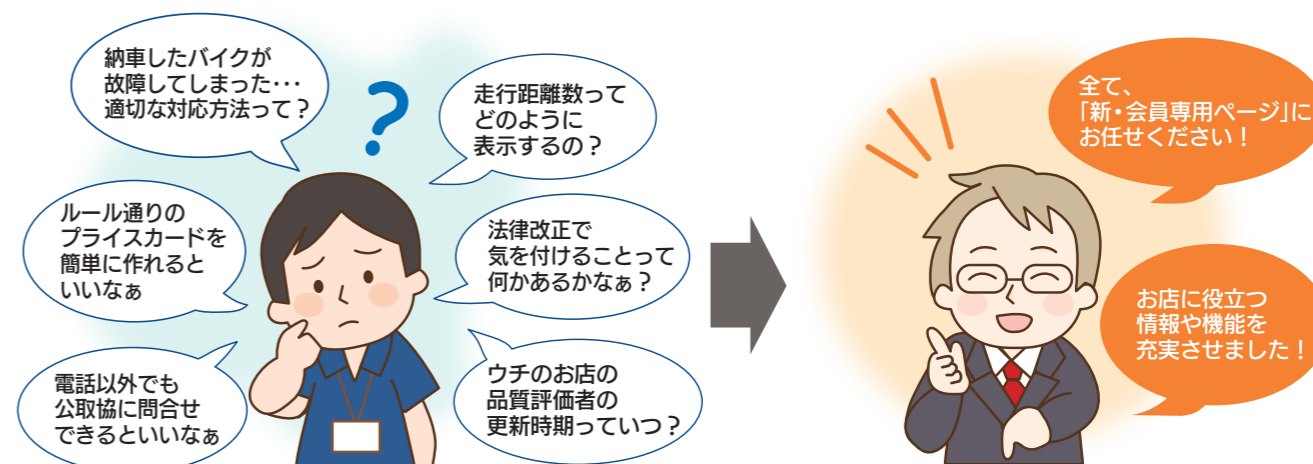 納車したバイクが
故障してしまった・・・
適切な対応方法って？
?
走行距離数って
どのように
表示するの？
ルール通りの
プライスカードを
簡単に作れると
いいなぁ
法律改正で
気を付けることって
何かあるかなぁ？
電話以外でも
公取協に問合せ
できるといいなぁ
ウチのお店の
品質評価者の
更新時期っていつ？
全て、
「新・会員専用ページ」に
お任せください！
お店に役立つ
情報や機能を
充実させました！